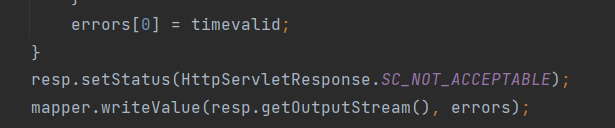 errors[0] = timevalid;
}
resp.setStatus(HttpServletResponse.SC_NOT_ACCEPTABLE);
mapper.writeValue(resp.getOutputStream(), errors);